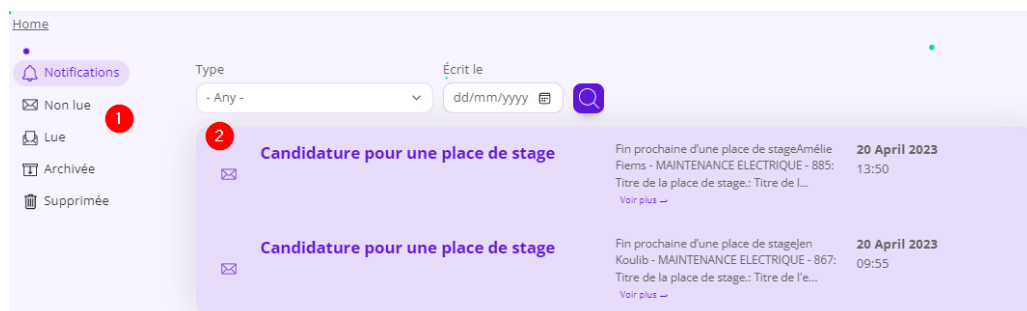 Home
Notifications
Non lue
1
Lue
Archivée
Supprimée
Type
Écrit le
- Any -
dd/mm/yyyy
2
Candidature pour une place de stage
Fin prochaine d'une place de stageAmélie
Fiems - MAINTENANCE ELECTRIQUE - 885:
Titre de la place de stage.: Titre de l...
Voir plus
20 April 2023
13:50
Candidature pour une place de stage
Fin prochaine d'une place de stageJen
Koulib - MAINTENANCE ELECTRIQUE - 867:
Titre de la place de stage.: Titre de l'e...
Voir plus
20 April 2023
09:55